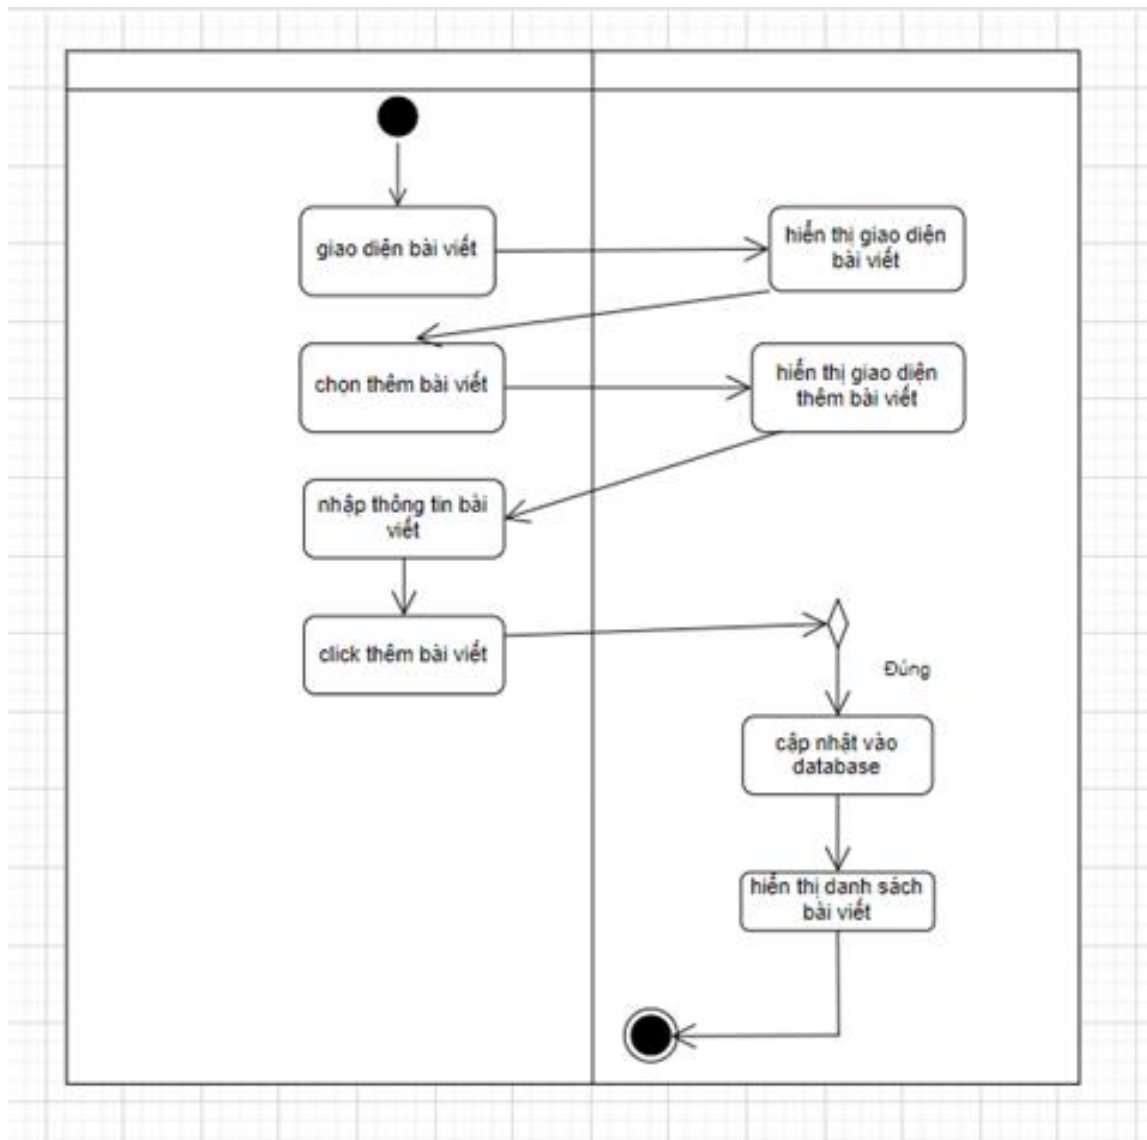 giao diện bài viết
hiển thị giao diện
bài viết
chọn thêm bài viết
hiển thị giao diện
thêm bài viết
nhập thông tin bài
viết
click thêm bài viết
Đúng
cập nhật vào
database
hiển thị danh sách
bài viết